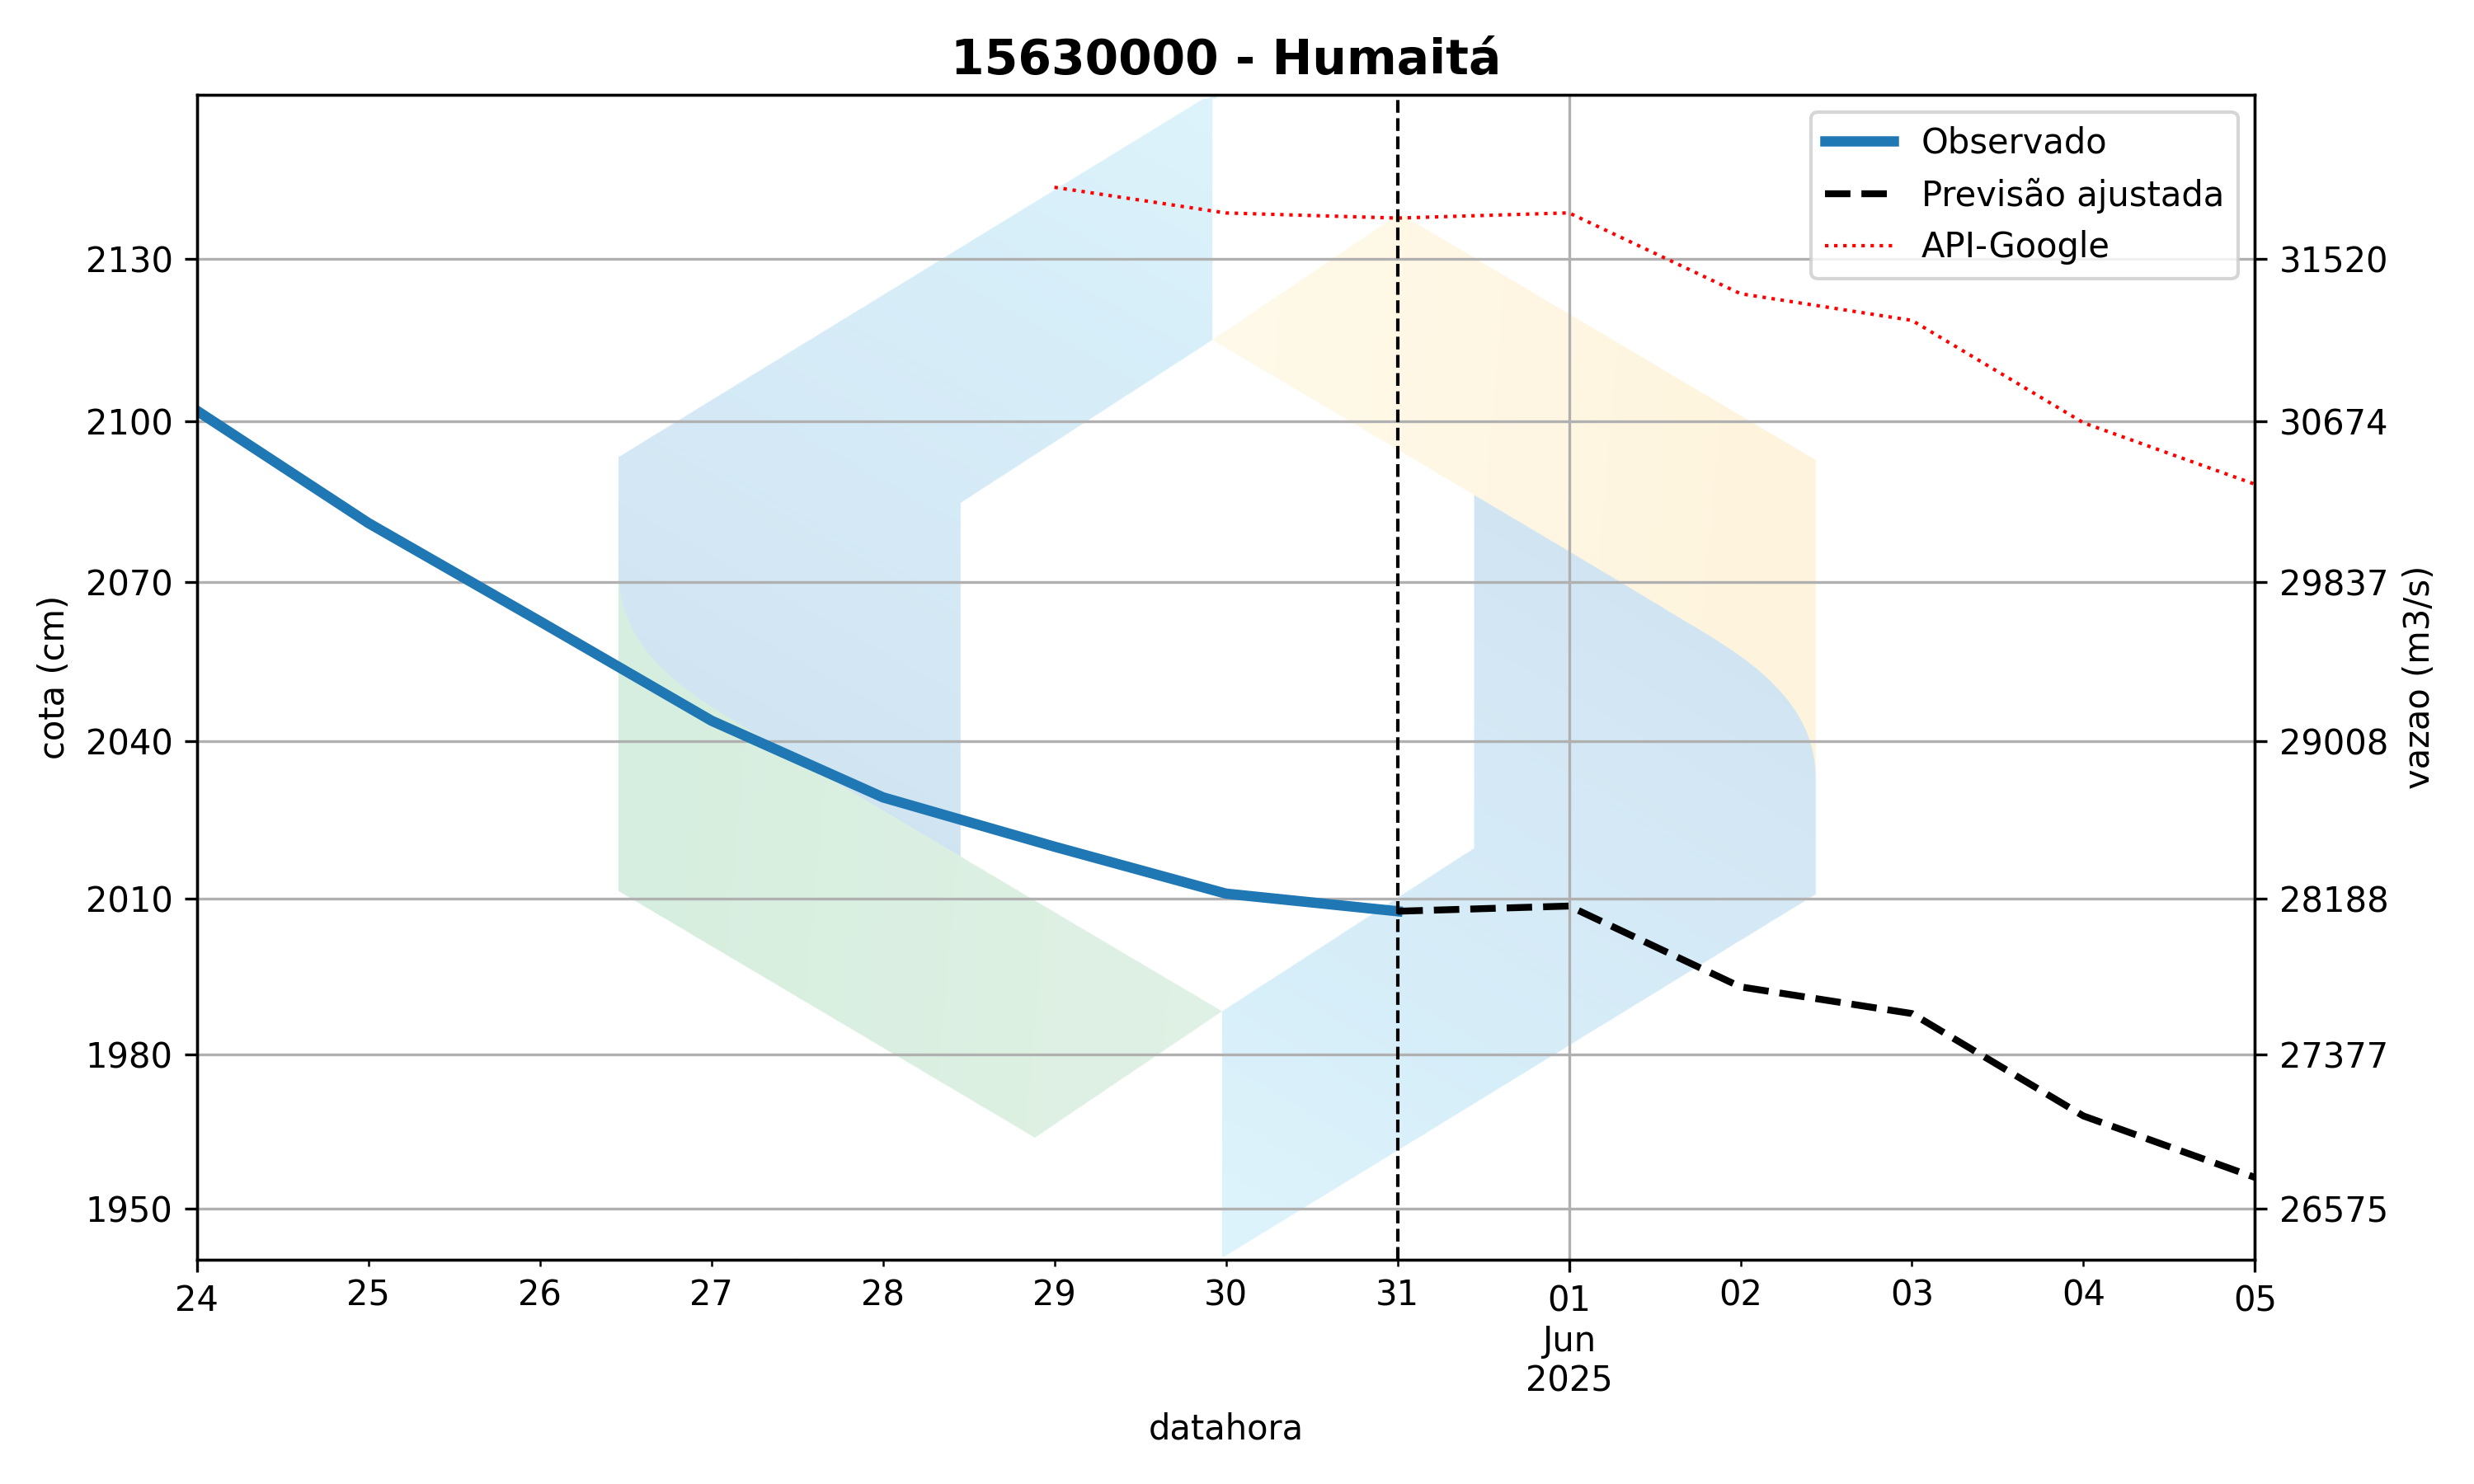 15630000 - Humaitá
Observado
Previsão ajustada
API-Google
cota (cm)
2130
2100
2070
2040
2010
1980
1950
31520
30674
29837
29008
28188
27377
26575
vazao (m3/s)
24 25 26 27 28 29 30 31 01 02 03 04 05
Jun
2025
datahora